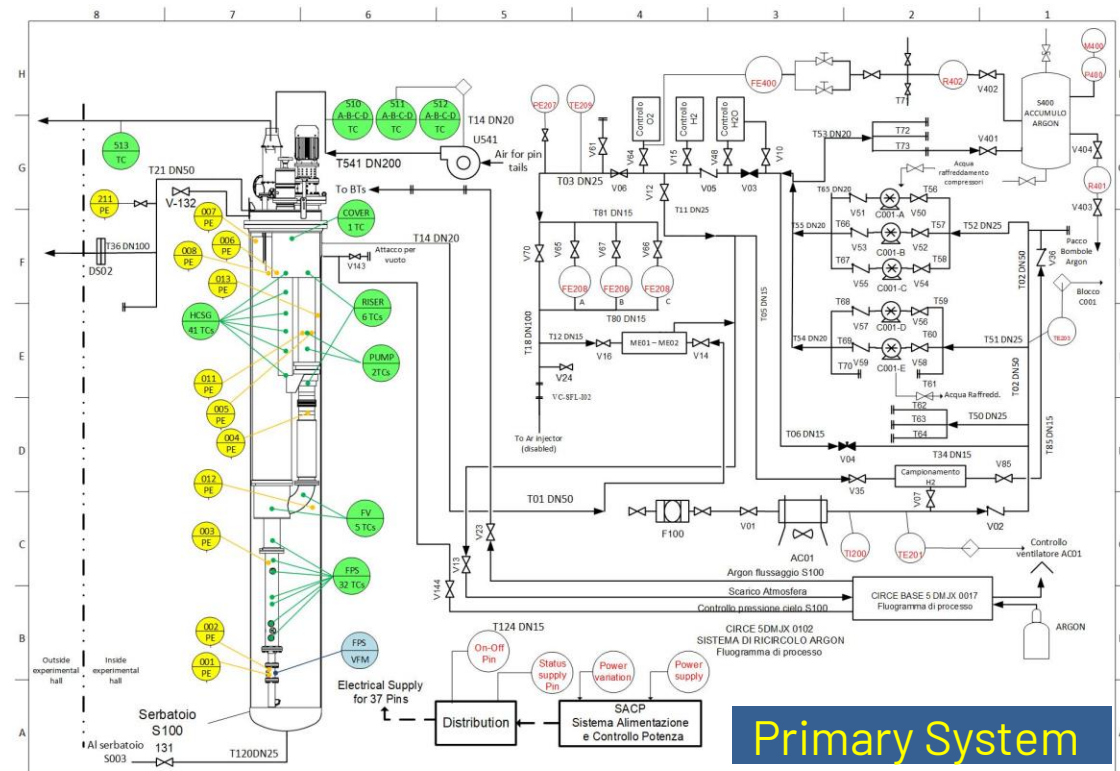 8
7
6
5
4
3
2
1
H
G
F
E
D
C
B
A
510
A-B-C-D
TC
511
A-B-C-D
TC
512
A-B-C-D
TC
T14 DN20
U541
T541 DN200
Air for pin
tails
513
TC
T21 DN50
V-132
211
PE
T36 DN100
DS02
007
PE
006
PE
008
PE
013
PE
COVER
1 TC
T14 DN20
To BTs
Attacco per
vuoto
V143
HCSG
41 TCs
RISER
6 TCs
PUMP
2TCs
011
PE
005
PE
004
PE
012
PE
FV
5 TCs
003
PE
FPS
32 TCs
002
PE
001
PE
FPS
VFM
Outside
experimental
hall
Inside
experimental
hall
Serbatoio
S100
131
Al serbatoio
S003
T120DN25
PE207
TE209
Controllo
O2
Controllo
H2
Controllo
H2O
FE400
R402
V402
T71
M400
P480
S400
ACCUMULO
ARGON
V401
V404
R401
V403
T53 DN20
T72
T73
V61
V64
V15
V48
V10
T03 DN25
V06
V12
V05
V03
T11 DN25
Acqua
raffreddamento
compressori
T65 DN20
T56
V51
C001-A
V50
T55 DN20
T66
T57
T52 DN25
V53
C001-B
V52
T67
T58
V55
C001-C
V54
T68
T59
V57
C001-D
V56
T54 DN20
T69
T60
T51 DN25
V59
C001-E
V58
T70
T61
Acqua Raffredd.
T62
T63
T64
T50 DN25
Pacco
Bombole
Argon
V36
T02 DN50
Blocco
C001
T02 DN50
T85 DN15
V70
T81 DN15
V65
V67
V66
FE208
FE208
FE208
A
B
C
T80 DN15
T18 DN100
T12 DN15
V16
ME01 – ME02
V14
V24
VC-SFL-I02
T05 DN15
To Ar injector
(disabled)
T06 DN15
V04
T34 DN15
V35
Campionamento
H2
V85
V07
T01 DN50
F100
V01
AC01
V02
TI200
TE201
Controllo
ventilatore AC01
V23
V13
V144
Argon flussaggio S100
Scarico Atmosfera
Controllo pressione cielo S100
CIRCE BASE 5 DMJX 0017
Fluogramma di processo
ARGON
CIRCE 5DMJX 0102
SISTEMA DI RICIRCOLO ARGON
Fluogramma di processo
T124 DN15
On-Off
Pin
Status
supply
Pin
Power
variation
Power
supply
Electrical Supply
for 37 Pins
Distribution
SACP
Sistema Alimentazione
e Controllo Potenza
Primary System